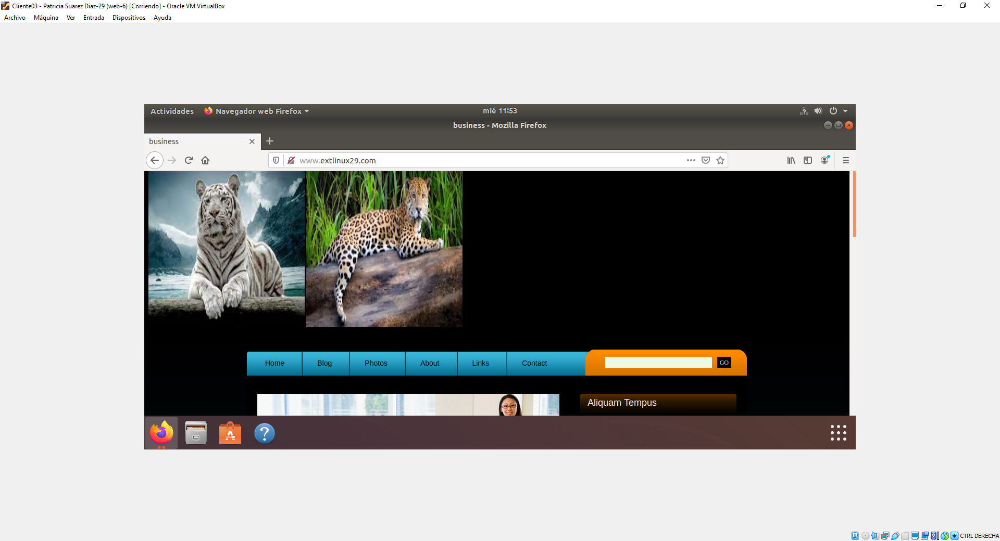 Cliente03 - Patricia Suarez Diaz-29 (web-6) [Corriendo] - Oracle VM VirtualBox
Archivo Máquina Ver Entrada Dispositivos Ayuda
Actividades Navegador web Firefox mié 11:53
business - Mozilla Firefox
business
www.extlinux29.com
Home Blog Photos About Links Contact GO
Aliquam Tempus
CTRL DERECHA